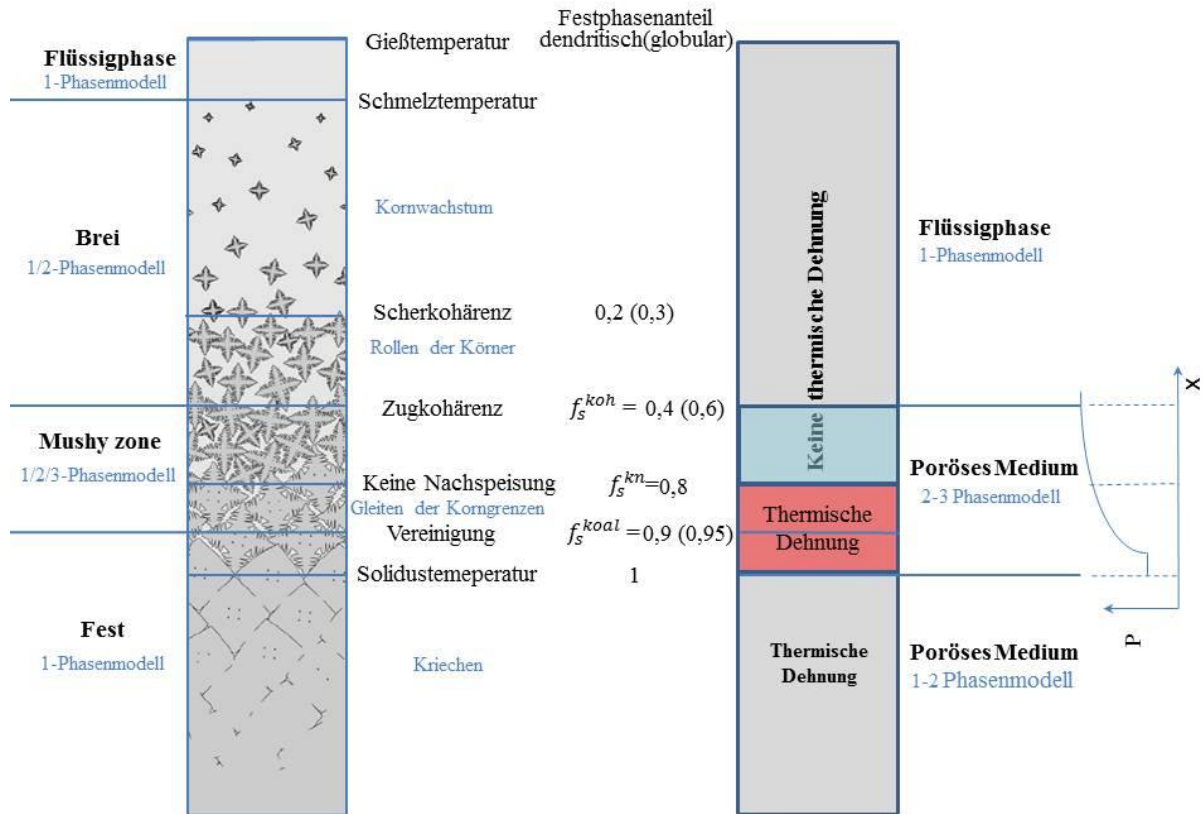 Festphasenanteil
dendritisch(globular)
Gießtemperatur
Flüssigphase
1-Phasenmodell
Schmelztemperatur
Kornwachstum
Brei
1/2-Phasenmodell
Scherkohärenz 0,2 (0,3)
Rollen der Körner
Zugkohärenz f_s^koh = 0,4 (0,6)
Mushy zone
1/2/3-Phasenmodell
Keine Nachspeisung f_s^kn=0,8
Gleiten der Korngrenzen
Vereinigung f_s^koal =0,9 (0,95)
Solidustemeperatur 1
Fest
1-Phasenmodell
Kriechen
Keine thermische Dehnung
Thermische
Dehnung
Thermische
Dehnung
Flüssigphase
1-Phasenmodell
Poröses Medium
2-3 Phasenmodell
Poröses Medium
1-2 Phasenmodell
X
P